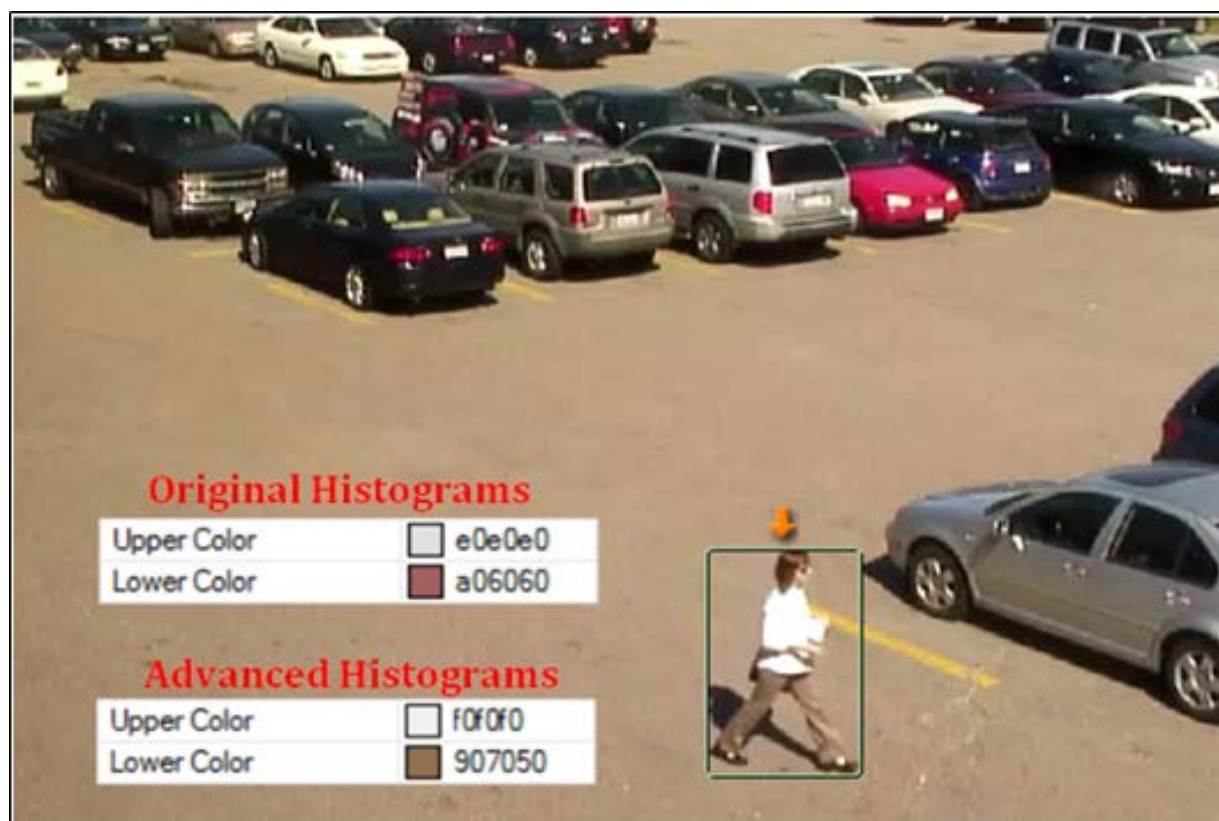 Original Histograms
Upper Color e0e0e0
Lower Color a06060
Advanced Histograms
Upper Color f0f0f0
Lower Color 907050